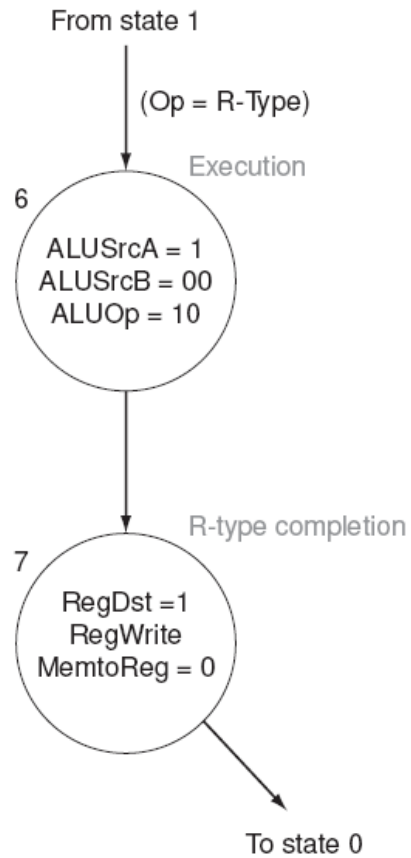 From state 1
(Op = R-Type)
Execution
6
ALUSrcA = 1
ALUSrcB = 00
ALUOp = 10
R-type completion
7
RegDst =1
RegWrite
MemtoReg = 0
To state 0